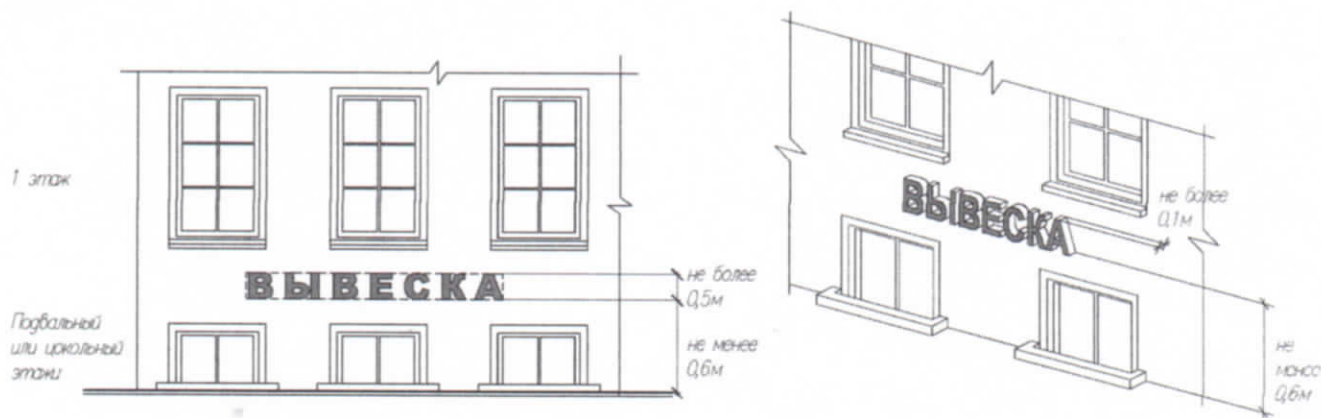 1 этаж
ВЫВЕСКА
не более
0,5м
Подвальный
или цокольный
этажи
не менее
0,6м
ВЫВЕСКА
не более
0,1м
не
менее
0,6м